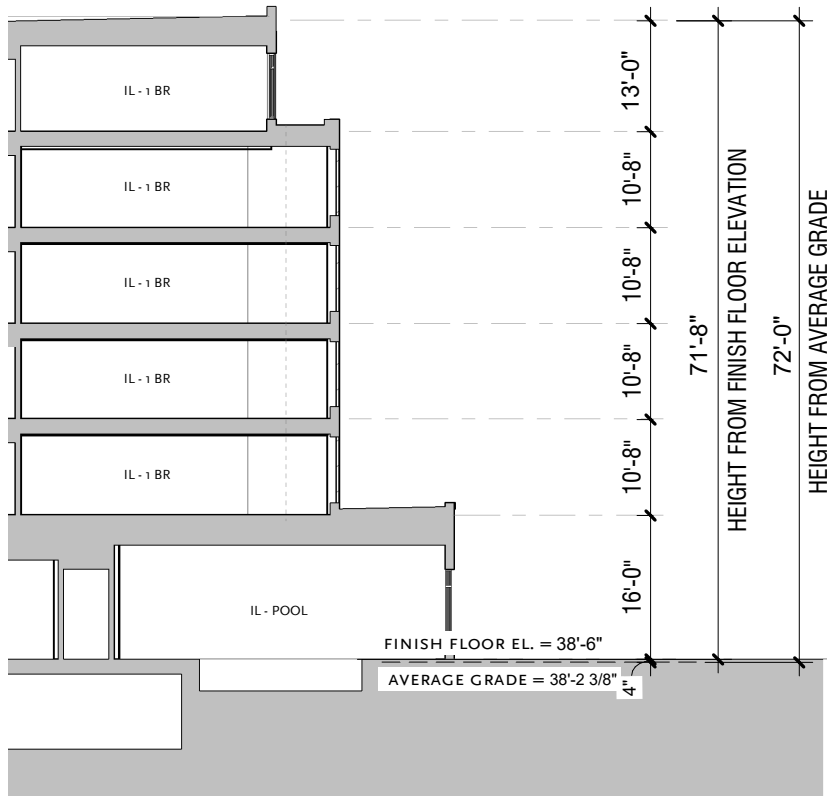 IL - 1 BR
IL - 1 BR
IL - 1 BR
IL - 1 BR
IL - 1 BR
IL - POOL
FINISH FLOOR EL. = 38'-6"
AVERAGE GRADE = 38'-2 3/8"
4"
13'-0"
10'-8"
10'-8"
10'-8"
10'-8"
16'-0"
71'-8"
HEIGHT FROM FINISH FLOOR ELEVATION
72'-0"
HEIGHT FROM AVERAGE GRADE